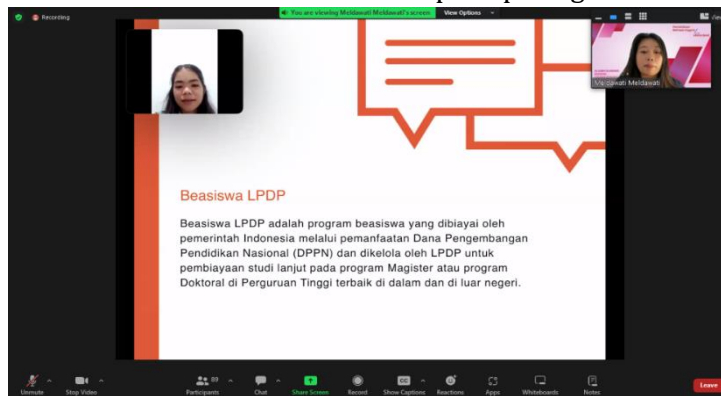 Recording
You are viewing Meldawati Meldawati's screen
View Options
Meldawati Meldawati
Beasiswa LPDP
Beasiswa LPDP adalah program beasiswa yang dibiayai oleh
pemerintah Indonesia melalui pemanfaatan Dana Pengembangan
Pendidikan Nasional (DPPN) dan dikelola oleh LPDP untuk
pembiayaan studi lanjut pada program Magister atau program
Doktoral di Perguruan Tinggi terbaik di dalam dan di luar negeri.
Unmute
Stop Video
Participants
Chat
Share Screen
Record
Show Captions
Reactions
Apps
Whiteboards
Notes
Leave